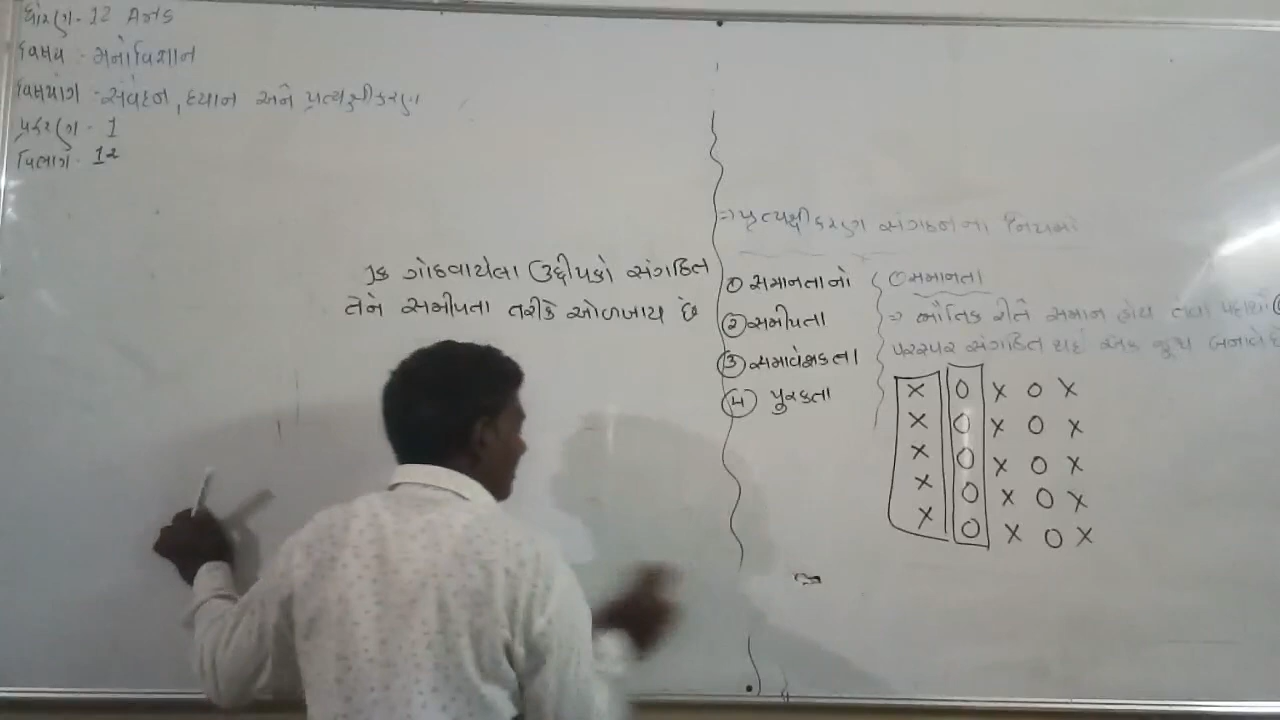 ધોરણ - 12 Arts
વિષય - મનોવિજ્ઞાન
વિષયાંગ - સંવેદન, ધ્યાન અને પ્રત્યક્ષીકરણ
પ્રકરણ - 1
વિભાગ - 12
ગોઠવાયેલા ઉદ્દીપકો સંગઠિત
તેને સમીપતા તરીકે ઓળખાય છે
⇒ પ્રત્યક્ષીકરણ સંગઠનના નિયમો
① સમાનતાનો
② સમીપતા
③ સમાવેશકતા
④ પુરકતા
① સમાનતા
⇒ ભૌતિક રીતે સમાન હોય તેવા પદાર્થો
પરસ્પર સંગઠિત થઈ એક જૂથ બનાવે છે
X O X O X
X O X O X
X O X O X
X O X O X
X O X O X